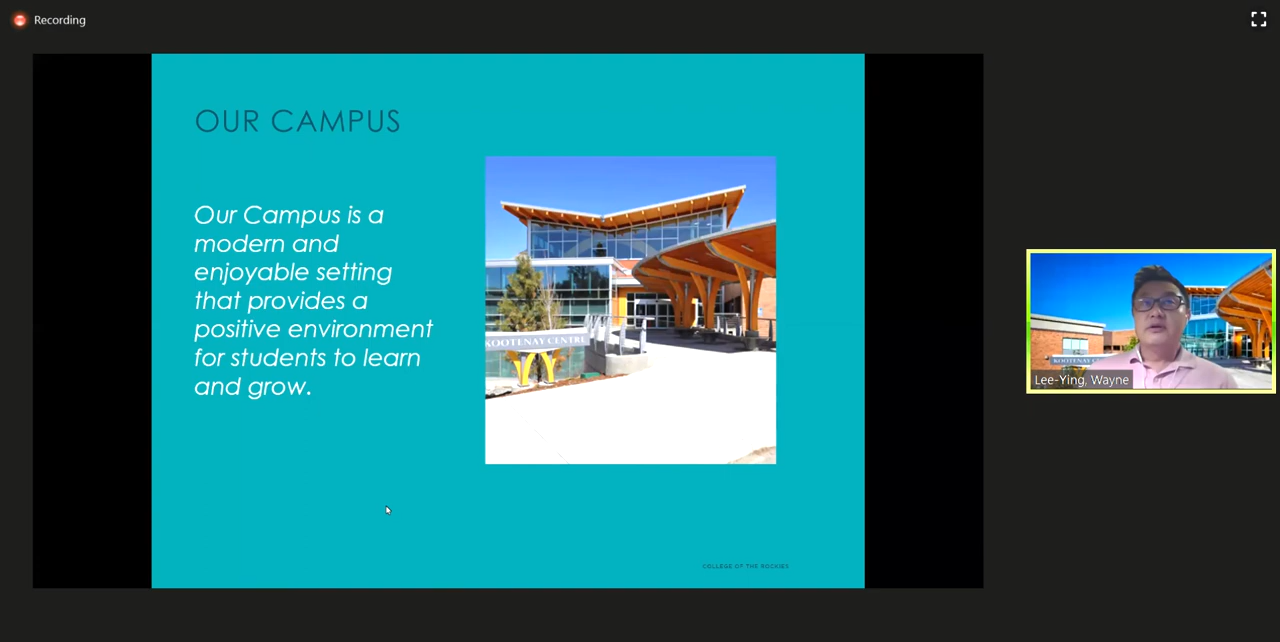 Recording
OUR CAMPUS
Our Campus is a
modern and
enjoyable setting
that provides a
positive environment
for students to learn
and grow.
KOOTENAY CENTRE
COLLEGE OF THE ROCKIES
KOOTENAY
Lee-Ying, Wayne